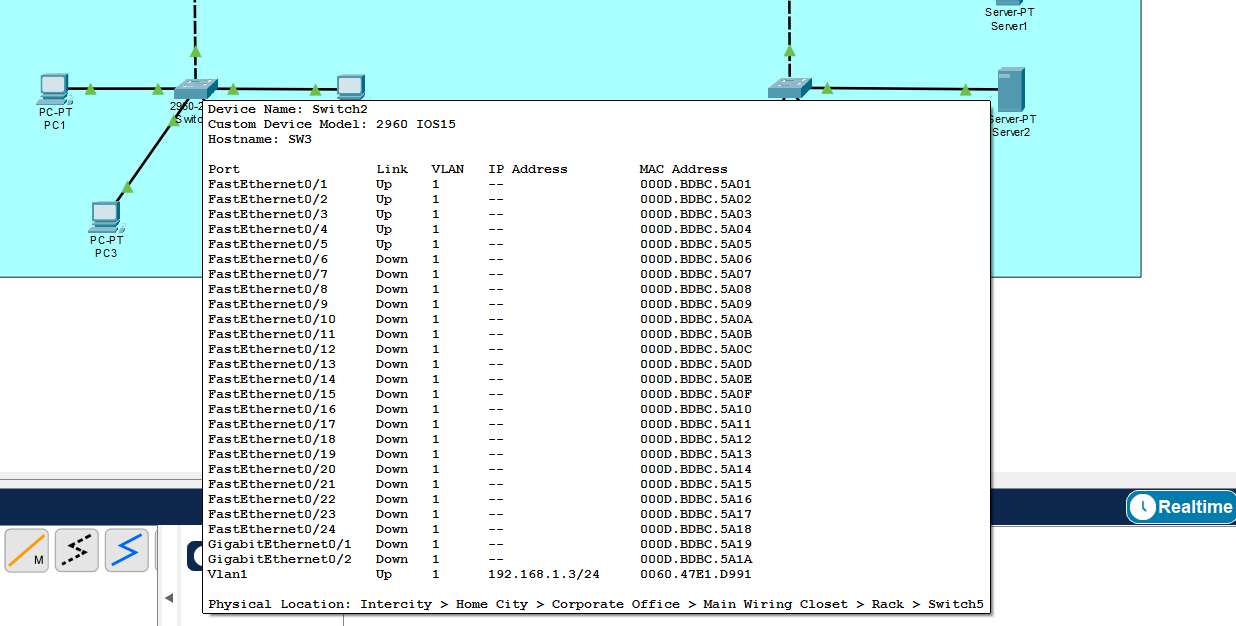 Server-PT
Server1
PC-PT
PC1
2960-2
Switc
Server-PT
Server2
PC-PT
PC3
Device Name: Switch2
Custom Device Model: 2960 IOS15
Hostname: SW3
Port Link VLAN IP Address MAC Address
FastEthernet0/1 Up 1 -- 000D.BDBC.5A01
FastEthernet0/2 Up 1 -- 000D.BDBC.5A02
FastEthernet0/3 Up 1 -- 000D.BDBC.5A03
FastEthernet0/4 Up 1 -- 000D.BDBC.5A04
FastEthernet0/5 Up 1 -- 000D.BDBC.5A05
FastEthernet0/6 Down 1 -- 000D.BDBC.5A06
FastEthernet0/7 Down 1 -- 000D.BDBC.5A07
FastEthernet0/8 Down 1 -- 000D.BDBC.5A08
FastEthernet0/9 Down 1 -- 000D.BDBC.5A09
FastEthernet0/10 Down 1 -- 000D.BDBC.5A0A
FastEthernet0/11 Down 1 -- 000D.BDBC.5A0B
FastEthernet0/12 Down 1 -- 000D.BDBC.5A0C
FastEthernet0/13 Down 1 -- 000D.BDBC.5A0D
FastEthernet0/14 Down 1 -- 000D.BDBC.5A0E
FastEthernet0/15 Down 1 -- 000D.BDBC.5A0F
FastEthernet0/16 Down 1 -- 000D.BDBC.5A10
FastEthernet0/17 Down 1 -- 000D.BDBC.5A11
FastEthernet0/18 Down 1 -- 000D.BDBC.5A12
FastEthernet0/19 Down 1 -- 000D.BDBC.5A13
FastEthernet0/20 Down 1 -- 000D.BDBC.5A14
FastEthernet0/21 Down 1 -- 000D.BDBC.5A15
FastEthernet0/22 Down 1 -- 000D.BDBC.5A16
FastEthernet0/23 Down 1 -- 000D.BDBC.5A17
FastEthernet0/24 Down 1 -- 000D.BDBC.5A18
GigabitEthernet0/1 Down 1 -- 000D.BDBC.5A19
GigabitEthernet0/2 Down 1 -- 000D.BDBC.5A1A
Vlan1 Up 1 192.168.1.3/24 0060.47E1.D991
Physical Location: Intercity > Home City > Corporate Office > Main Wiring Closet > Rack > Switch5
Realtime
M